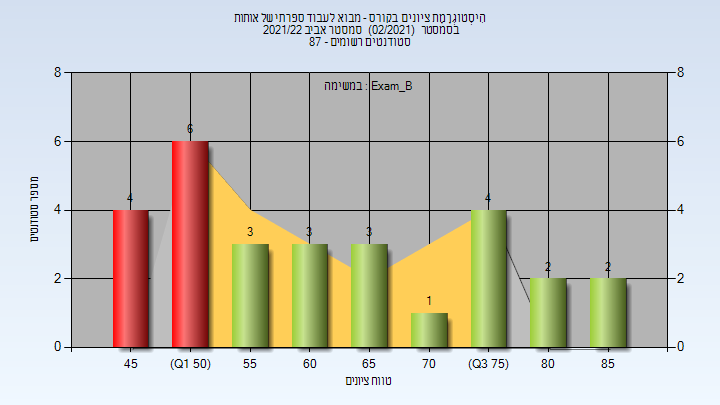 היסטוגרמת ציונים בקורס - מבוא לעבוד ספרתי של אותות
בסמסטר (02/2021) סמסטר אביב 2021/22
סטודנטים רשומים - 87
במשימה : Exam_B
8 8
6 6
4 4
2 2
0 0
4 6 3 3 3 1 4 2 2
מספר סטודנטים
45 (Q1 50) 55 60 65 70 (Q3 75) 80 85
טווח ציונים